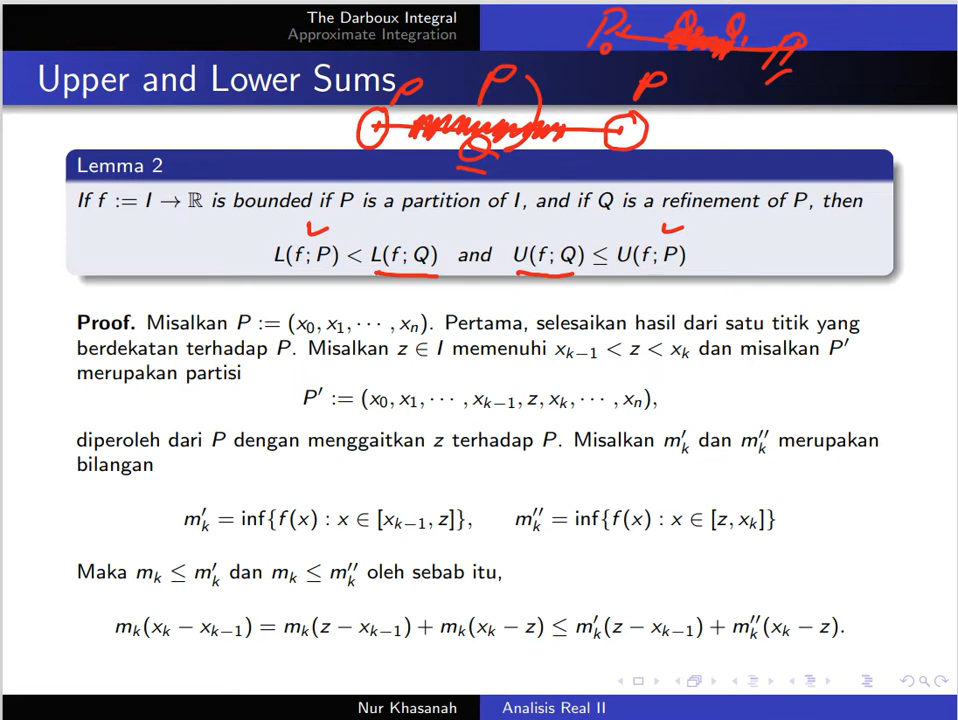 The Darboux Integral
Approximate Integration
Upper and Lower Sums
P
P
P
Q
Lemma 2
If f := I → ℝ is bounded if P is a partition of I, and if Q is a refinement of P, then
L(f; P) < L(f; Q) and U(f; Q) ≤ U(f; P)
Proof. Misalkan P := (x₀, x₁, ⋯ , xₙ). Pertama, selesaikan hasil dari satu titik yang
berdekatan terhadap P. Misalkan z ∈ I memenuhi xₖ₋₁ < z < xₖ dan misalkan P′
merupakan partisi
P′ := (x₀, x₁, ⋯ , xₖ₋₁, z, xₖ, ⋯ , xₙ),
diperoleh dari P dengan menggaitkan z terhadap P. Misalkan m′ₖ dan m″ₖ merupakan
bilangan
m′ₖ = inf{f(x) : x ∈ [xₖ₋₁, z]}, m″ₖ = inf{f(x) : x ∈ [z, xₖ]}
Maka mₖ ≤ m′ₖ dan mₖ ≤ m″ₖ oleh sebab itu,
mₖ(xₖ − xₖ₋₁) = mₖ(z − xₖ₋₁) + mₖ(xₖ − z) ≤ m′ₖ(z − xₖ₋₁) + m″ₖ(xₖ − z).
Nur Khasanah
Analisis Real II